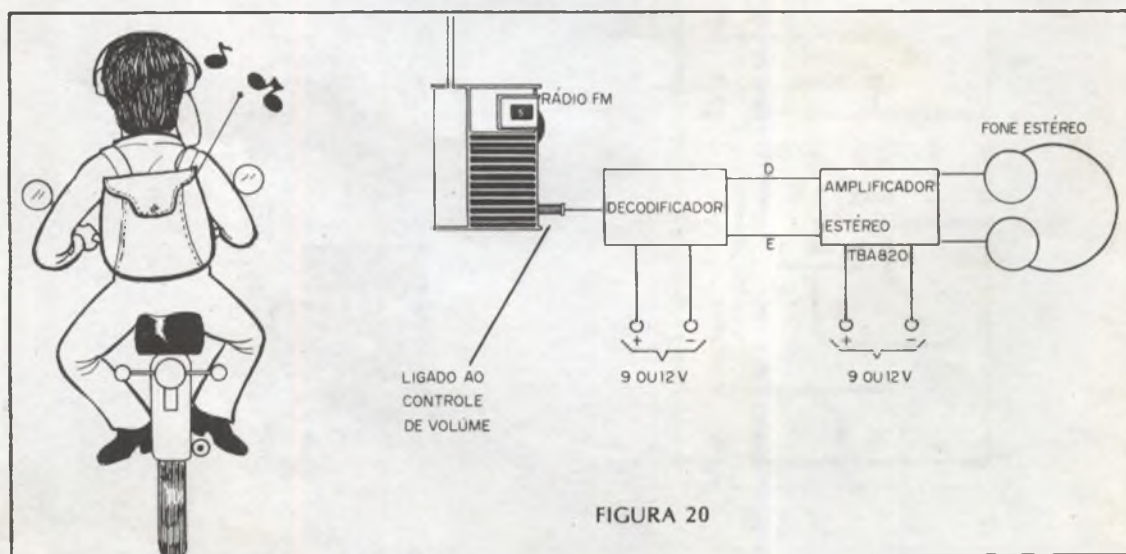 RÁDIO FM
FONE ESTÉREO
DECODIFICADOR
D
E
AMPLIFICADOR
ESTÉREO
TBA820
+ -
9 OU 12 V
+ -
9 OU 12 V
LIGADO AO
CONTROLE
DE VOLÚME
FIGURA 20